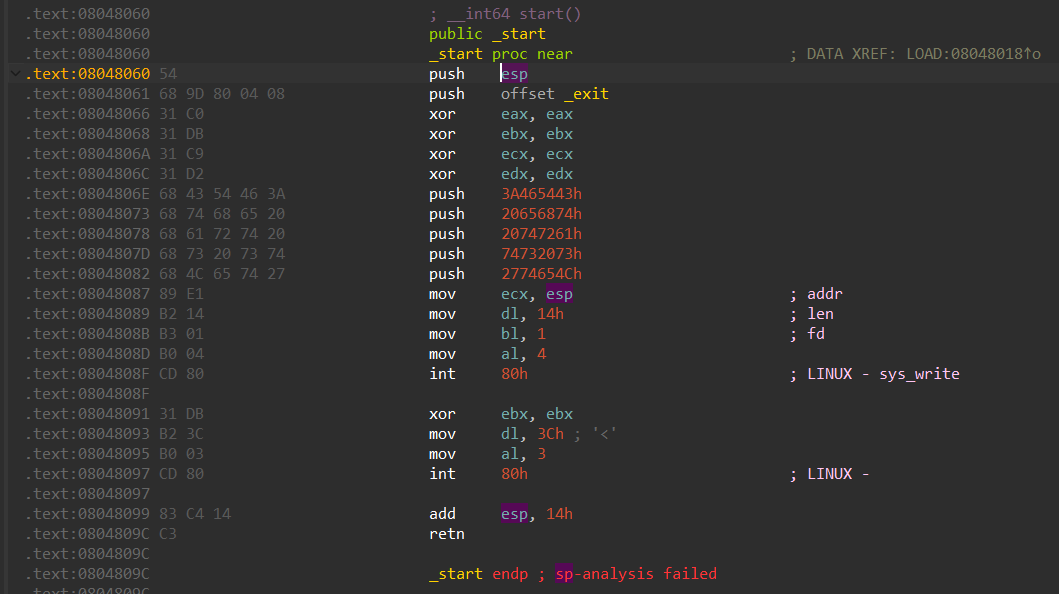 .text:08048060 ; __int64 start()
.text:08048060 public _start
.text:08048060 _start proc near ; DATA XREF: LOAD:08048018↑o
.text:08048060 54 push esp
.text:08048061 68 9D 80 04 08 push offset _exit
.text:08048066 31 C0 xor eax, eax
.text:08048068 31 DB xor ebx, ebx
.text:0804806A 31 C9 xor ecx, ecx
.text:0804806C 31 D2 xor edx, edx
.text:0804806E 68 43 54 46 3A push 3A465443h
.text:08048073 68 74 68 65 20 push 20656874h
.text:08048078 68 61 72 74 20 push 20747261h
.text:0804807D 68 73 20 73 74 push 74732073h
.text:08048082 68 4C 65 74 27 push 2774654Ch
.text:08048087 89 E1 mov ecx, esp ; addr
.text:08048089 B2 14 mov dl, 14h ; len
.text:0804808B B3 01 mov bl, 1 ; fd
.text:0804808D B0 04 mov al, 4
.text:0804808F CD 80 int 80h ; LINUX - sys_write
.text:0804808F
.text:08048091 31 DB xor ebx, ebx
.text:08048093 B2 3C mov dl, 3Ch ; '<'
.text:08048095 B0 03 mov al, 3
.text:08048097 CD 80 int 80h ; LINUX -
.text:08048097
.text:08048099 83 C4 14 add esp, 14h
.text:0804809C C3 retn
.text:0804809C
.text:0804809C _start endp ; sp-analysis failed
.text:0804809C